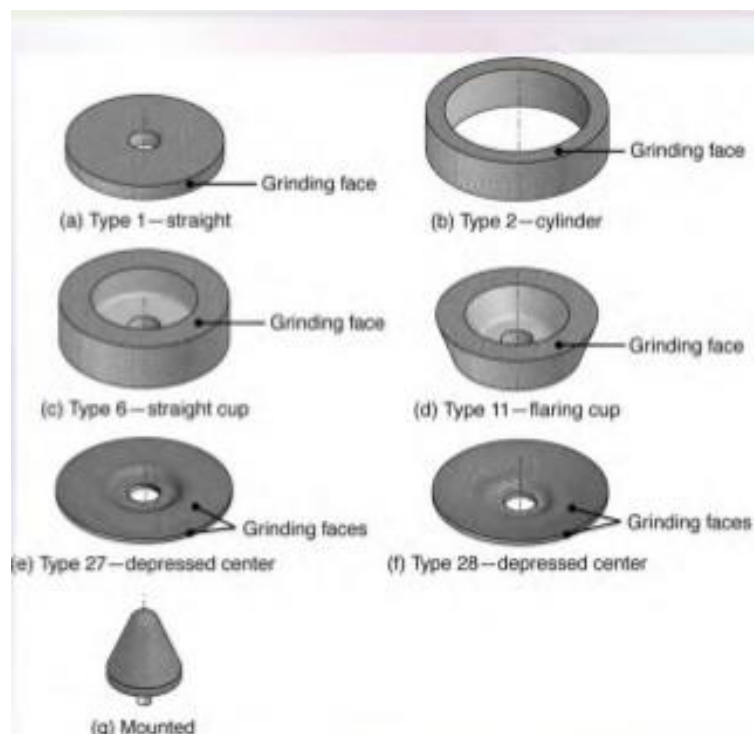 Grinding face
(a) Type 1—straight
Grinding face
(b) Type 2—cylinder
Grinding face
(c) Type 6—straight cup
Grinding face
(d) Type 11—flaring cup
Grinding faces
(e) Type 27—depressed center
Grinding faces
(f) Type 28—depressed center
(g) Mounted